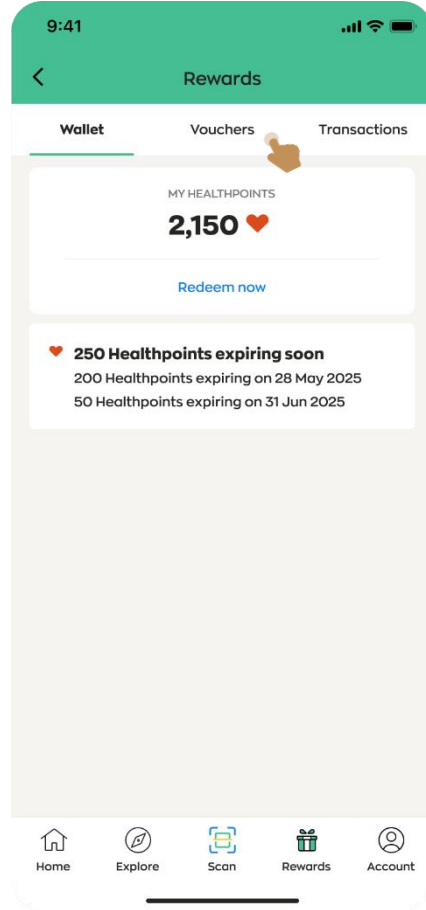 9:41
Rewards
Wallet Vouchers Transactions
MY HEALTHPOINTS
2,150
Redeem now
250 Healthpoints expiring soon
200 Healthpoints expiring on 28 May 2025
50 Healthpoints expiring on 31 Jun 2025
Home Explore Scan Rewards Account